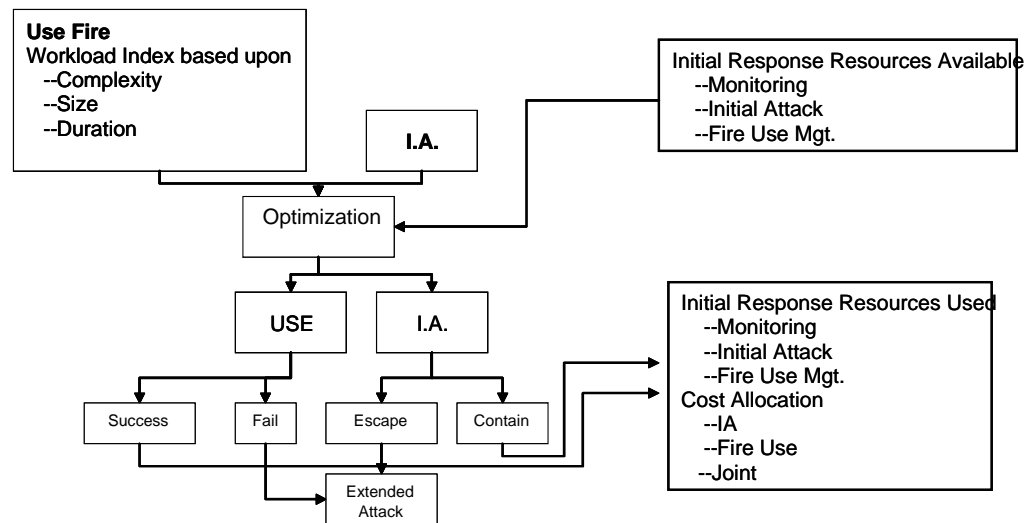 Use Fire
Workload Index based upon
--Complexity
--Size
--Duration
I.A.
Initial Response Resources Available
--Monitoring
--Initial Attack
--Fire Use Mgt.
Optimization
USE
I.A.
Success
Fail
Escape
Contain
Extended
Attack
Initial Response Resources Used
--Monitoring
--Initial Attack
--Fire Use Mgt.
Cost Allocation
--IA
--Fire Use
--Joint